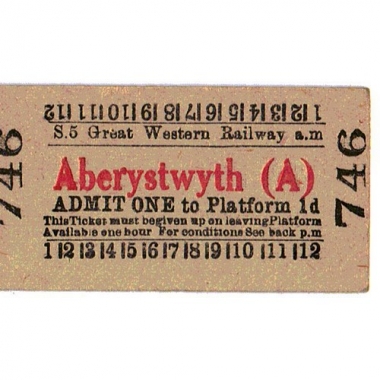 1|2|3|4|5|6|7|8|9|10|11|12
S.5 Great Western Railway a.m
Aberystwyth (A)
ADMIT ONE to Platform 1d
This Ticket must be given up on leaving Platform
Available one hour For conditions See back p.m
1|2|3|4|5|6|7|8|9|10|11|12
746
746